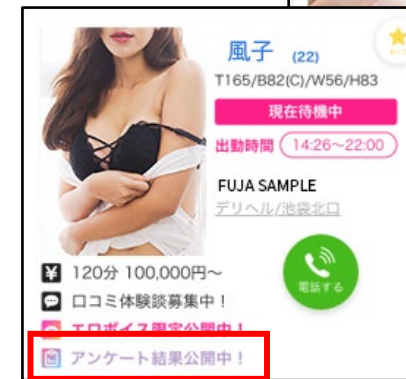 風子 (22)
T165/B82(C)/W56/H83
現在待機中
出勤時間 14:26~22:00
FUJA SAMPLE
デリヘル/池袋北口
電話する
¥ 120分 100,000円~
口コミ体験談募集中!
エロボイス限定公開中!
アンケート結果公開中!